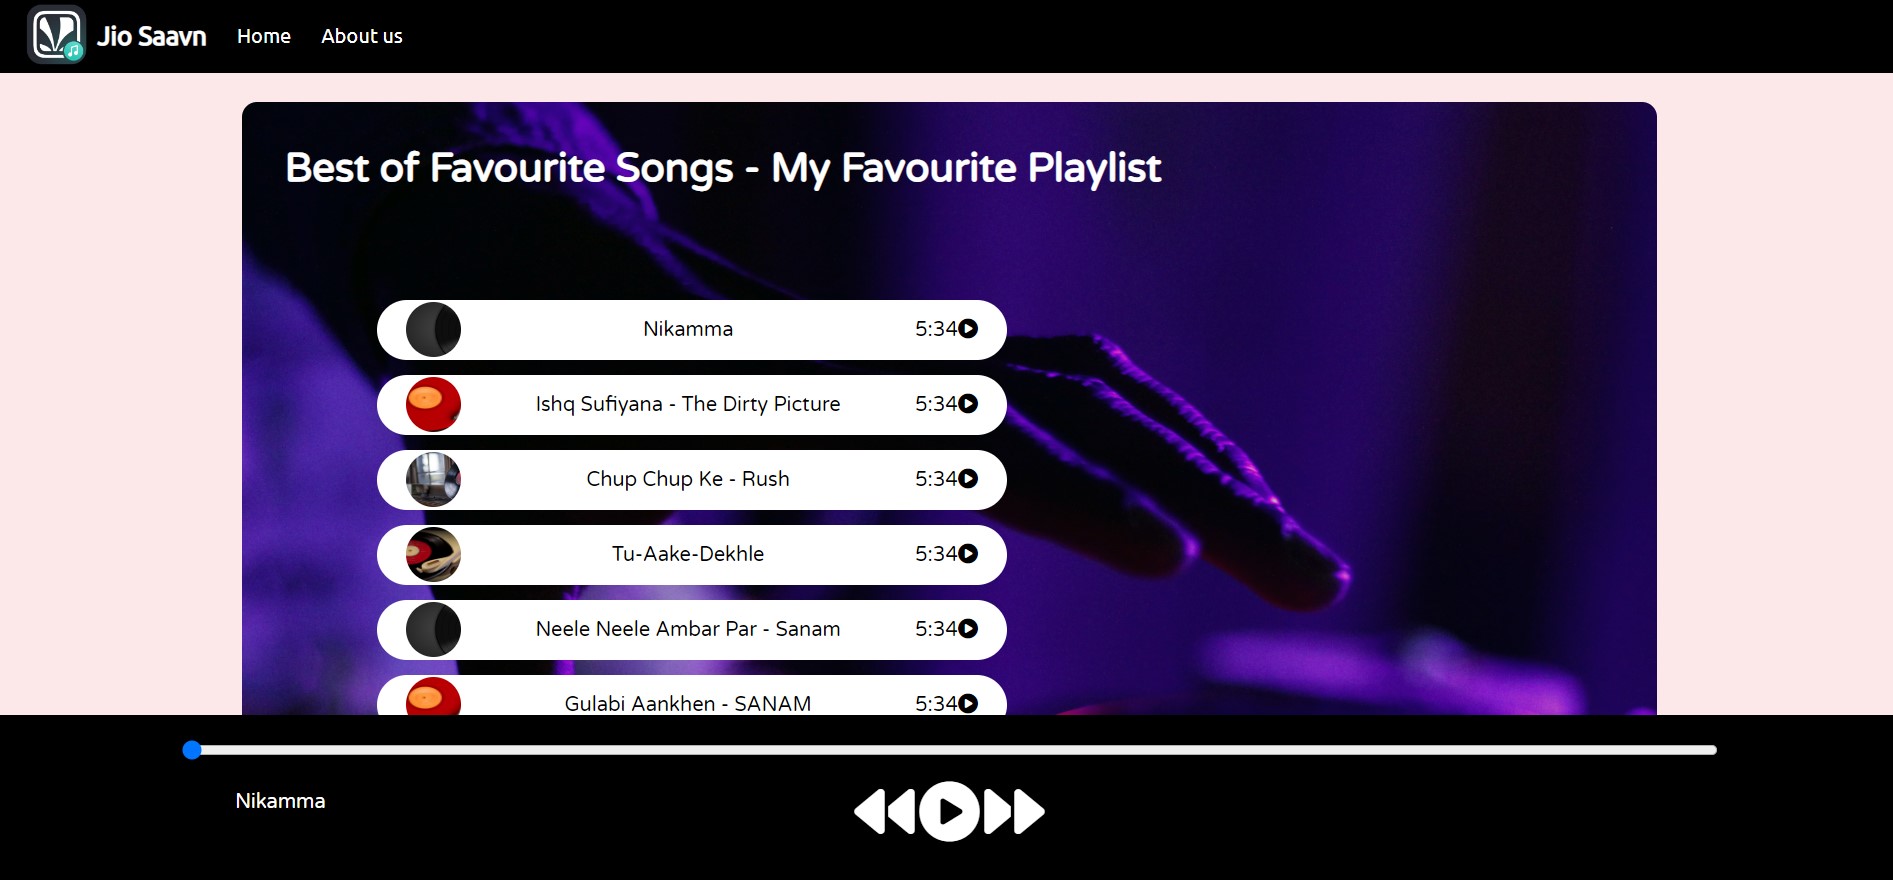 Jio Saavn Home About us
Best of Favourite Songs - My Favourite Playlist
Nikamma 5:34
Ishq Sufiyana - The Dirty Picture 5:34
Chup Chup Ke - Rush 5:34
Tu-Aake-Dekhle 5:34
Neele Neele Ambar Par - Sanam 5:34
Gulabi Aankhen - SANAM 5:34
Nikamma